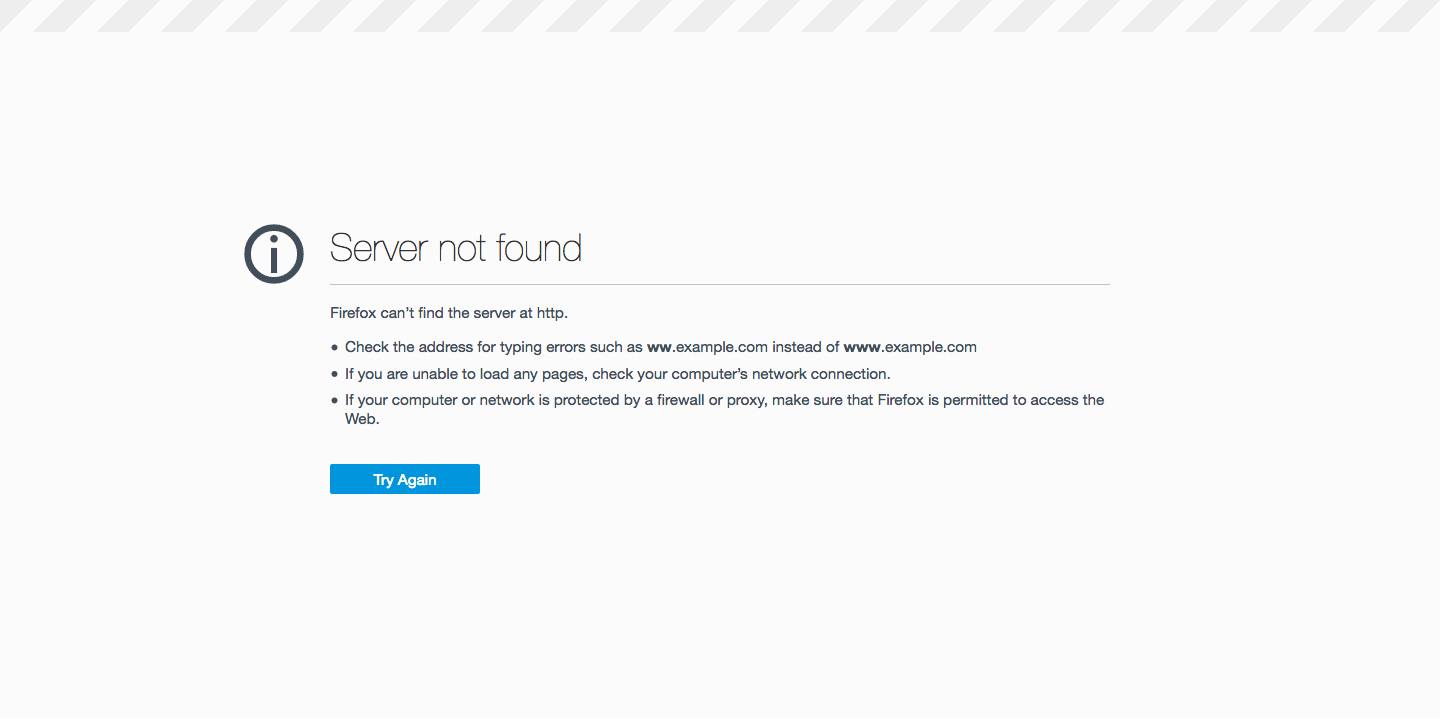 Server not found
Firefox can’t find the server at http.
• Check the address for typing errors such as ww.example.com instead of www.example.com
• If you are unable to load any pages, check your computer’s network connection.
• If your computer or network is protected by a firewall or proxy, make sure that Firefox is permitted to access the
Web.
Try Again